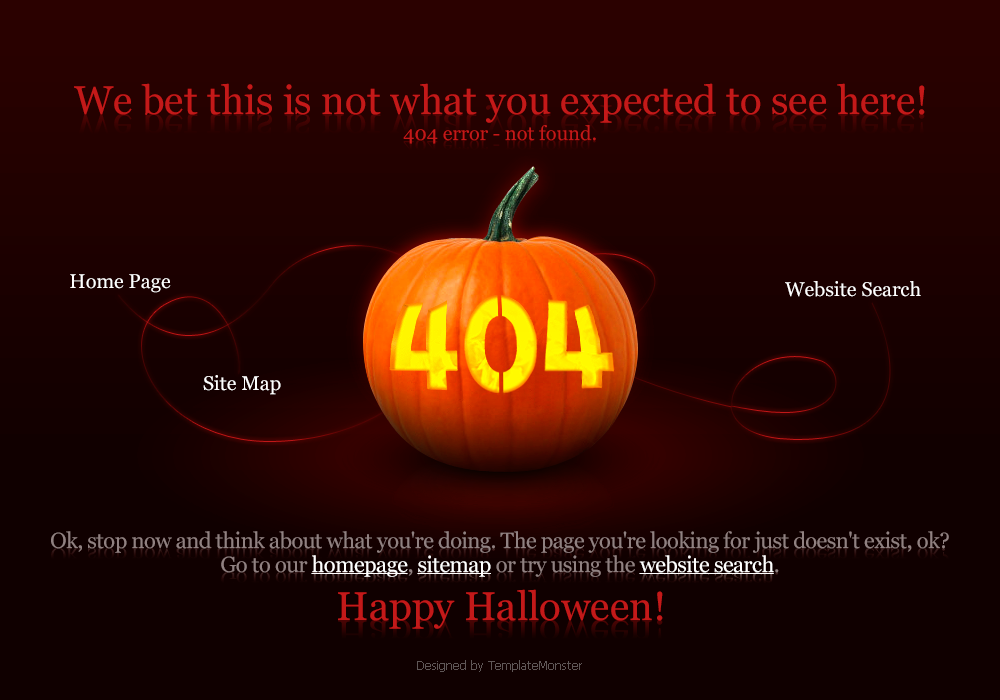 We bet this is not what you expected to see here!
404 error - not found.
Home Page
Website Search
404
Site Map
Ok, stop now and think about what you're doing. The page you're looking for just doesn't exist, ok?
Go to our homepage, sitemap or try using the website search.
Happy Halloween!
Designed by TemplateMonster